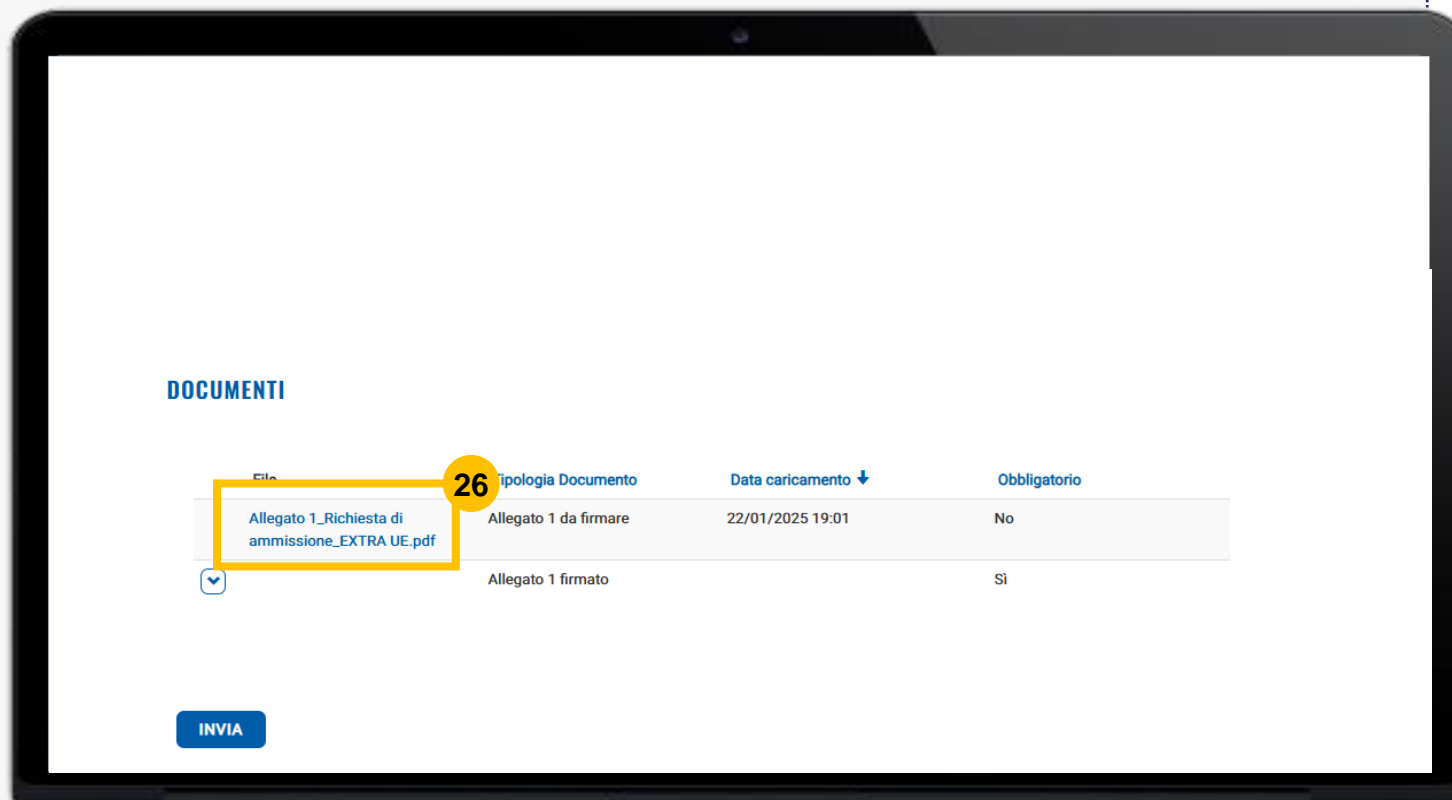 DOCUMENTI
File Tipologia Documento Data caricamento Obbligatorio
26
Allegato 1_Richiesta di
ammissione_EXTRA UE.pdf
Allegato 1 da firmare 22/01/2025 19:01 No
Allegato 1 firmato Sì
INVIA